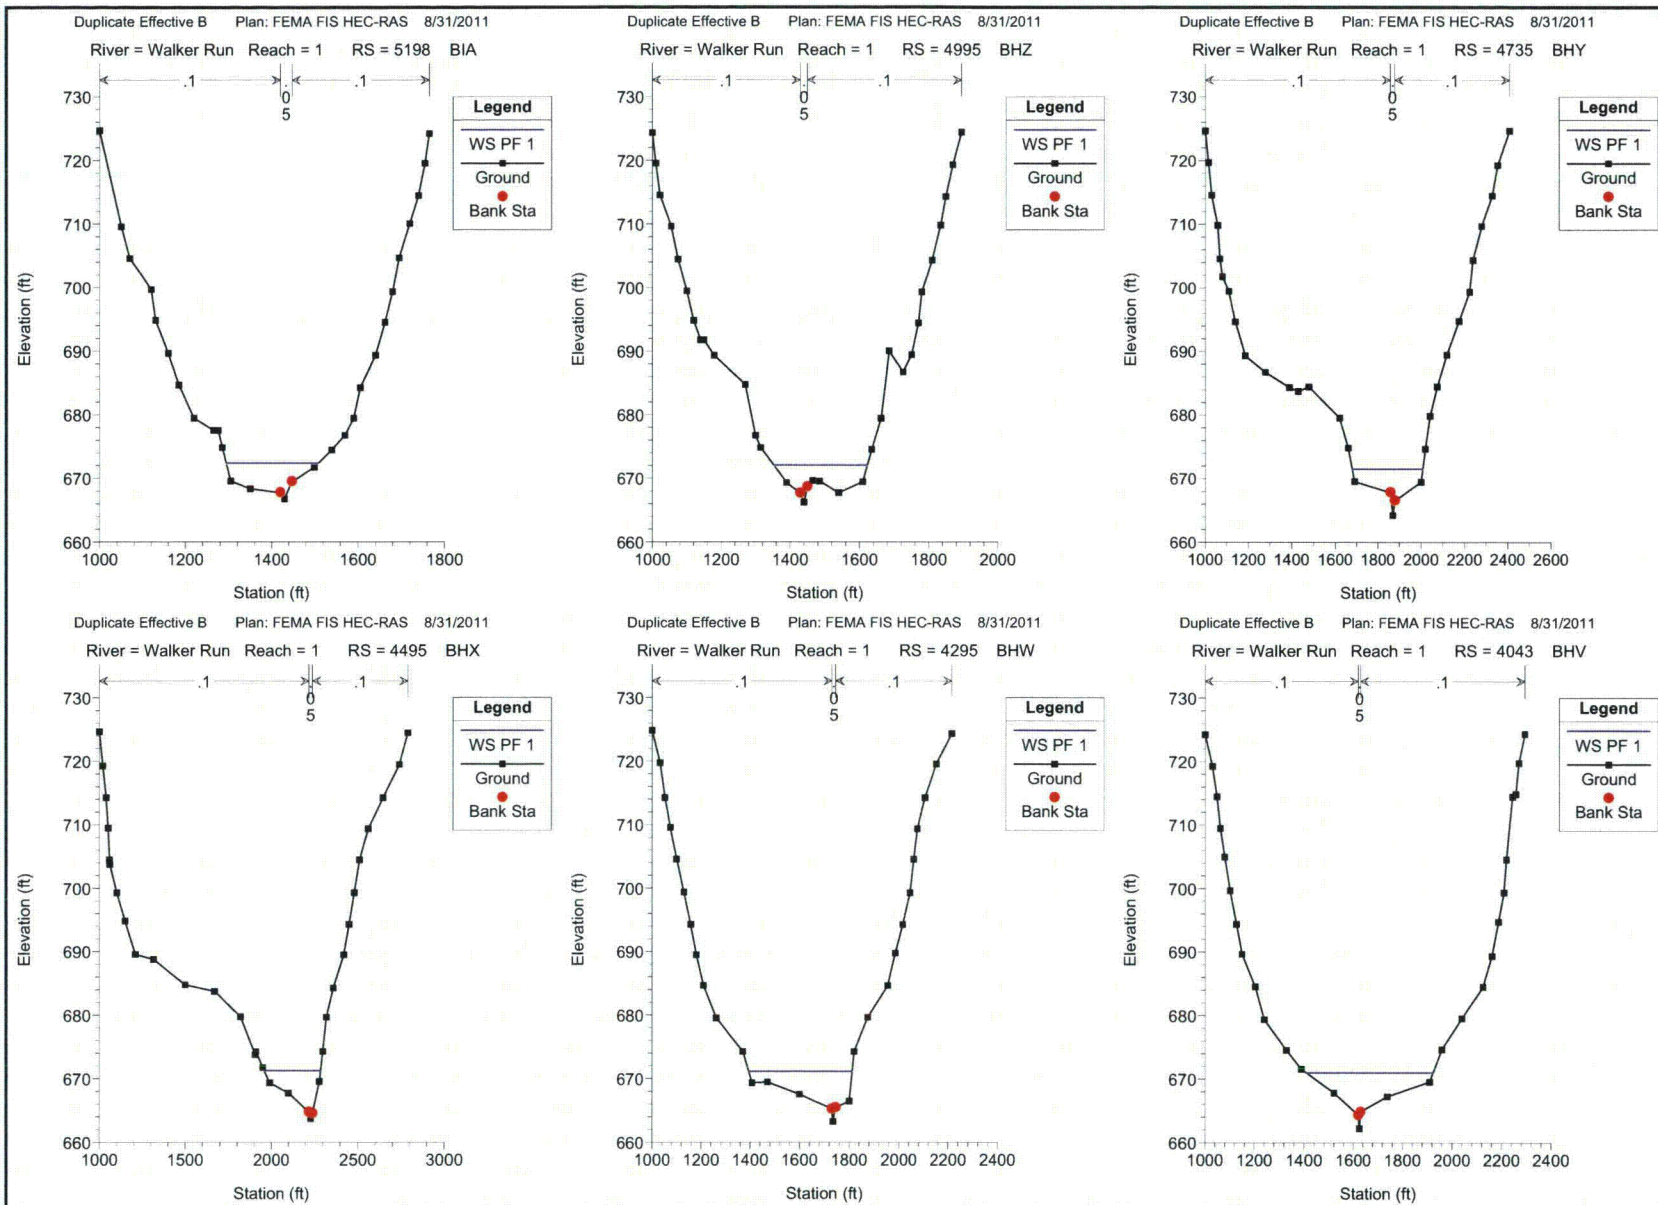 Duplicate Effective B Plan: FEMA FIS HEC-RAS 8/31/2011
River = Walker Run Reach = 1 RS = 5198 BIA
.1
.1
0
5
Legend
WS PF 1
Ground
Bank Sta
730
720
710
700
690
680
670
660
Elevation (ft)
1000 1200 1400 1600 1800
Station (ft)
Duplicate Effective B Plan: FEMA FIS HEC-RAS 8/31/2011
River = Walker Run Reach = 1 RS = 4995 BHZ
.1
.1
0
5
Legend
WS PF 1
Ground
Bank Sta
730
720
710
700
690
680
670
660
Elevation (ft)
1000 1200 1400 1600 1800 2000
Station (ft)
Duplicate Effective B Plan: FEMA FIS HEC-RAS 8/31/2011
River = Walker Run Reach = 1 RS = 4735 BHY
.1
.1
0
5
Legend
WS PF 1
Ground
Bank Sta
730
720
710
700
690
680
670
660
Elevation (ft)
1000 1200 1400 1600 1800 2000 2200 2400 2600
Station (ft)
Duplicate Effective B Plan: FEMA FIS HEC-RAS 8/31/2011
River = Walker Run Reach = 1 RS = 4495 BHX
.1
.1
0
5
Legend
WS PF 1
Ground
Bank Sta
730
720
710
700
690
680
670
660
Elevation (ft)
1000 1500 2000 2500 3000
Station (ft)
Duplicate Effective B Plan: FEMA FIS HEC-RAS 8/31/2011
River = Walker Run Reach = 1 RS = 4295 BHW
.1
.1
0
5
Legend
WS PF 1
Ground
Bank Sta
730
720
710
700
690
680
670
660
Elevation (ft)
1000 1200 1400 1600 1800 2000 2200 2400
Station (ft)
Duplicate Effective B Plan: FEMA FIS HEC-RAS 8/31/2011
River = Walker Run Reach = 1 RS = 4043 BHV
.1
.1
0
5
Legend
WS PF 1
Ground
Bank Sta
730
720
710
700
690
680
670
660
Elevation (ft)
1000 1200 1400 1600 1800 2000 2200 2400
Station (ft)